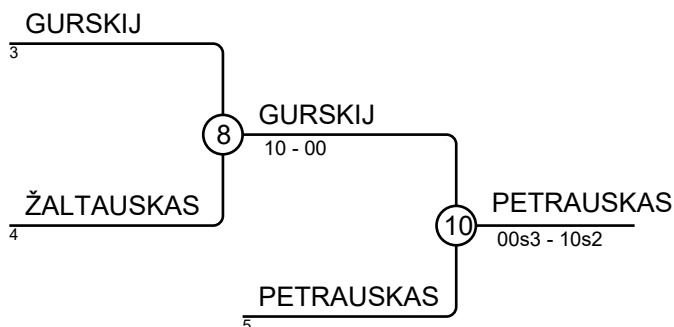 GURSKIJ
3
8
GURSKIJ
10 - 00
ŽALTAUSKAS
4
10
PETRAUSKAS
00s3 - 10s2
PETRAUSKAS
5